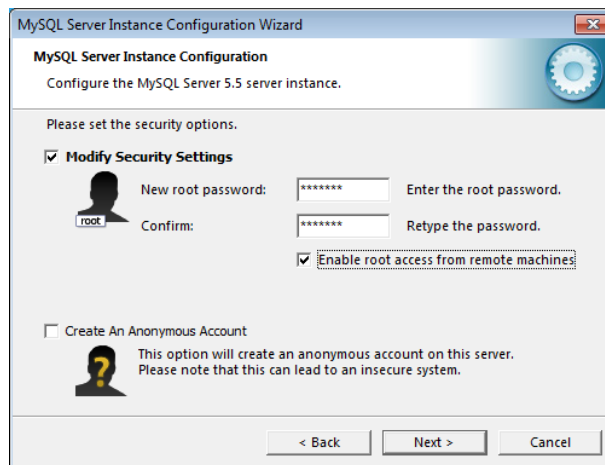 MySQL Server Instance Configuration Wizard
MySQL Server Instance Configuration
Configure the MySQL Server 5.5 server instance.
Please set the security options.
Modify Security Settings
root
New root password: ******* Enter the root password.
Confirm: ******* Retype the password.
Enable root access from remote machines
Create An Anonymous Account
This option will create an anonymous account on this server.
Please note that this can lead to an insecure system.
< Back Next > Cancel